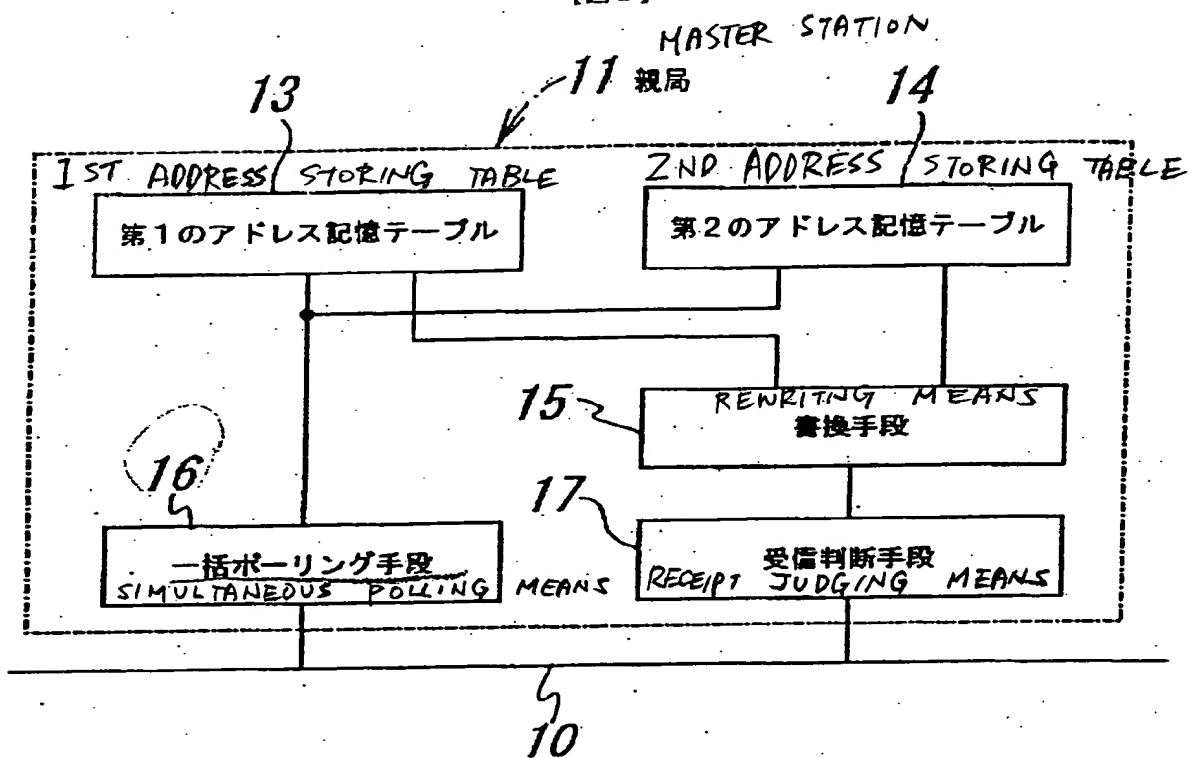 MASTER STATION
11 親局
13
14
1ST ADDRESS STORING TABLE
2ND ADDRESS STORING TABLE
第1のアドレス記憶テーブル
第2のアドレス記憶テーブル
15
RENRITNG MEANS
書換手段
16
17
一括ポーリング手段
SIMULTANEOUS POLLING MEANS
受信判断手段
RECEIPT JUDGING MEANS
10